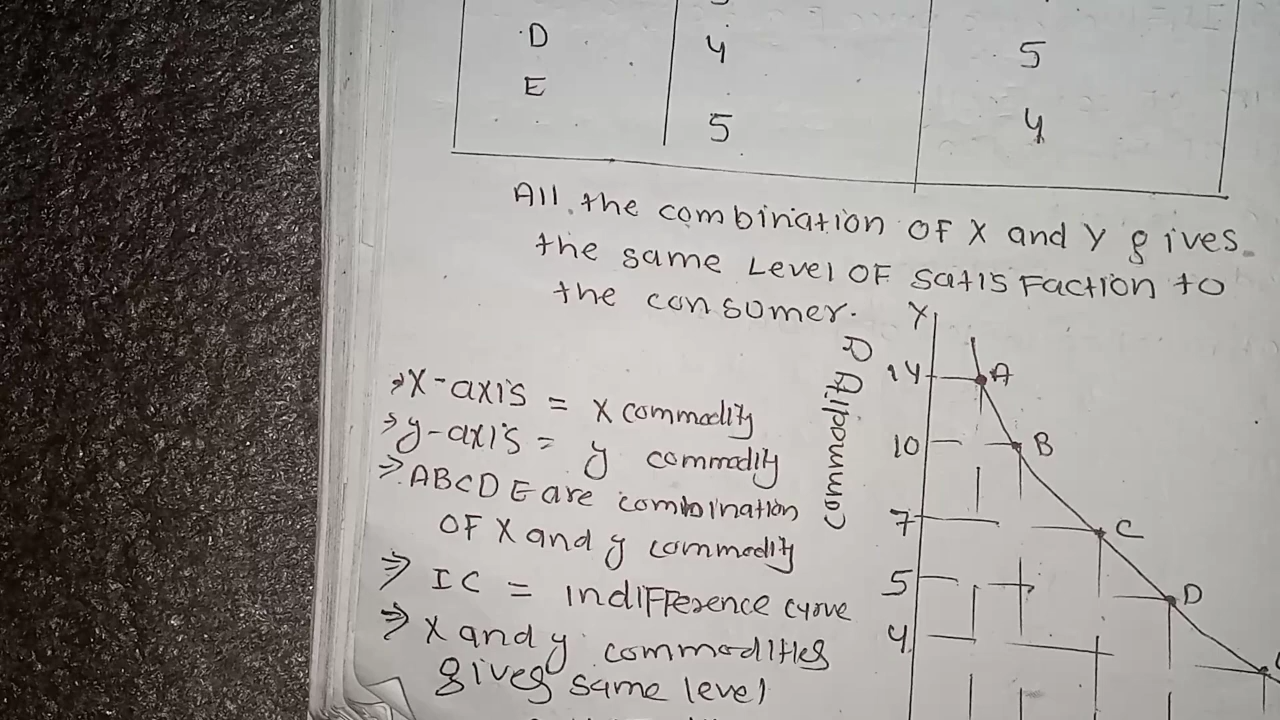 D 4 5
E
5 4
All the combination OF X and Y gives
the same Level OF satisfaction to
the consumer.
Y
14 A
⇒X-axis = X commodity
10 B
⇒y-axis = y commodity
⇒ABCDE are combination
OF X and y commodity
7 C
⇒ IC = indifference curve
5 D
⇒ X and y commodities
4
gives same level